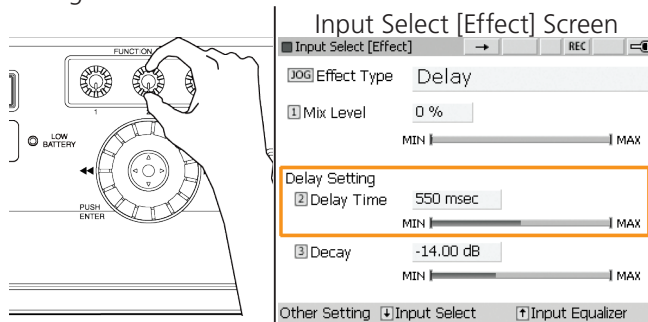 Input Select [Effect] Screen
FUNCTION
1
LOW
BATTERY
PUSH
ENTER
Input Select [Effect]
REC
JOG Effect Type Delay
1 Mix Level 0 %
MIN MAX
Delay Setting
2 Delay Time 550 msec
MIN MAX
3 Decay -14.00 dB
MIN MAX
Other Setting Input Select Input Equalizer